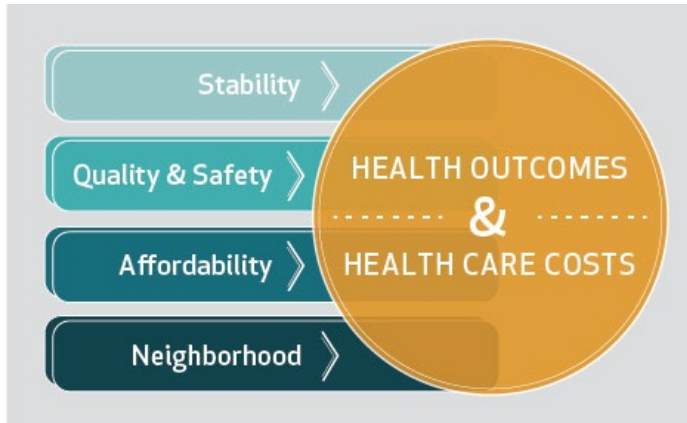 Stability
Quality & Safety
Affordability
Neighborhood
HEALTH OUTCOMES
&
HEALTH CARE COSTS